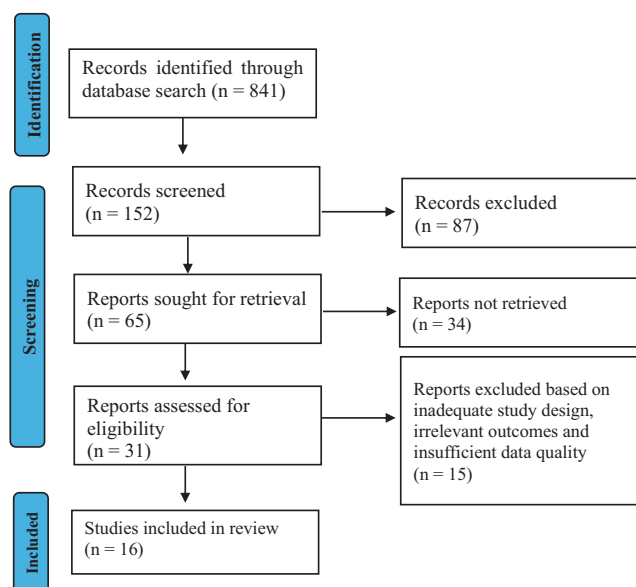 Identification
Records identified through
database search (n = 841)
Screening
Records screened
(n = 152)
Records excluded
(n = 87)
Reports sought for retrieval
(n = 65)
Reports not retrieved
(n = 34)
Reports assessed for
eligibility
(n = 31)
Reports excluded based on
inadequate study design,
irrelevant outcomes and
insufficient data quality
(n = 15)
Included
Studies included in review
(n = 16)